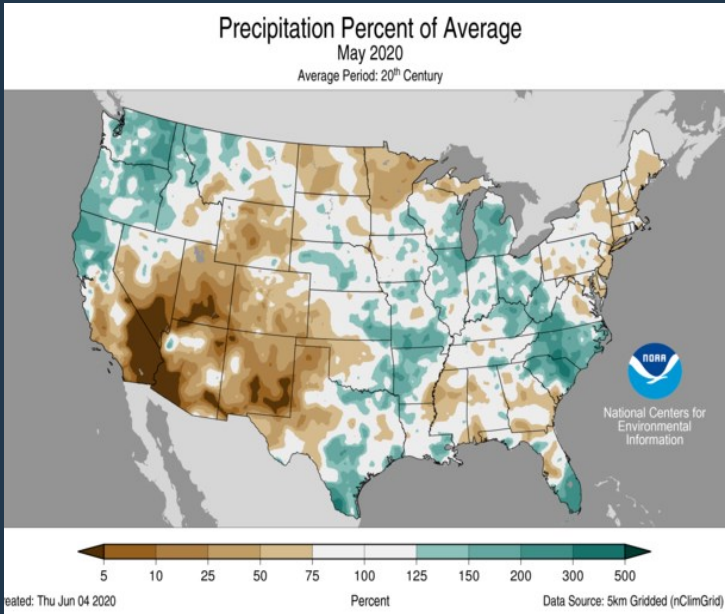 Precipitation Percent of Average
May 2020
Average Period: 20th Century
NOAA
National Centers for
Environmental
Information
5 10 25 50 75 100 125 150 200 300 500
reated: Thu Jun 04 2020
Percent
Data Source: 5km Gridded (nClimGrid)